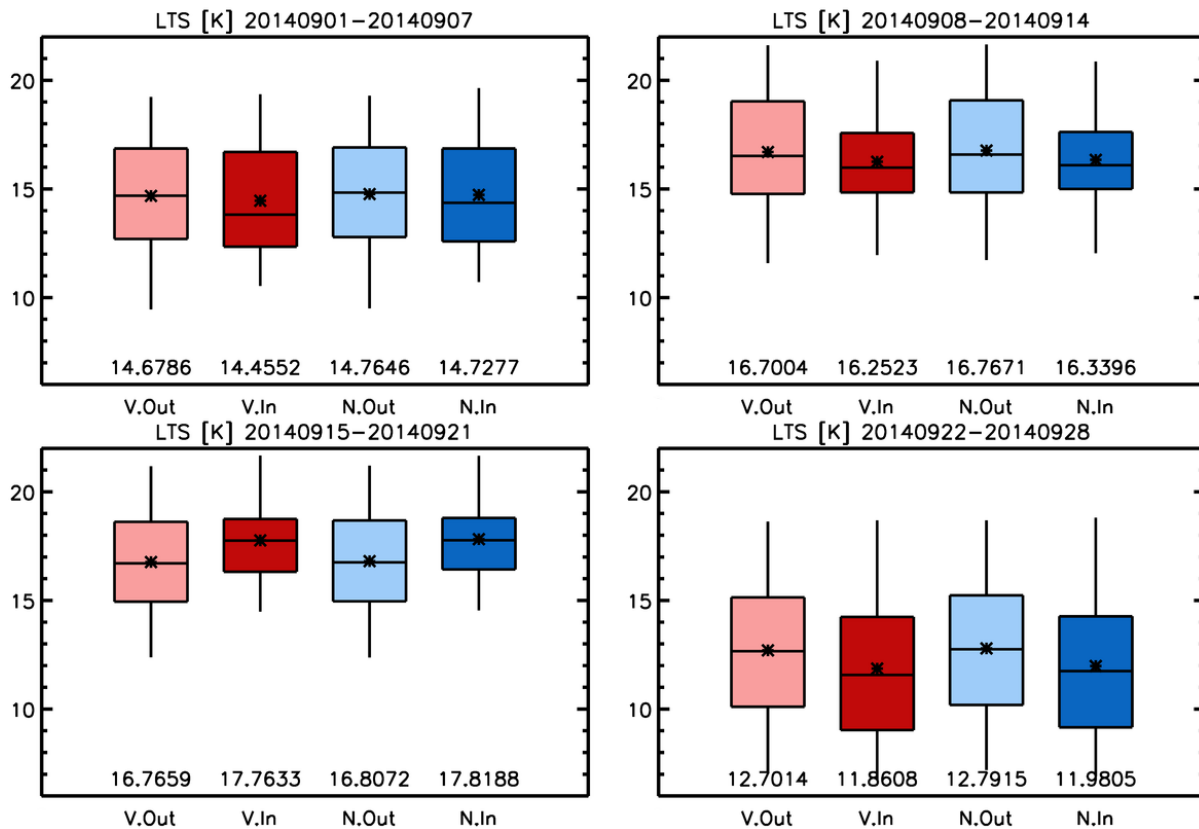 LTS [K] 20140901-20140907
20
15
10
14.6786 14.4552 14.7646 14.7277
V.Out V.In N.Out N.In
LTS [K] 20140908-20140914
20
15
10
16.7004 16.2523 16.7671 16.3396
V.Out V.In N.Out N.In
LTS [K] 20140915-20140921
20
15
10
16.7659 17.7633 16.8072 17.8188
V.Out V.In N.Out N.In
LTS [K] 20140922-20140928
20
15
10
12.7014 11.8608 12.7915 11.9805
V.Out V.In N.Out N.In